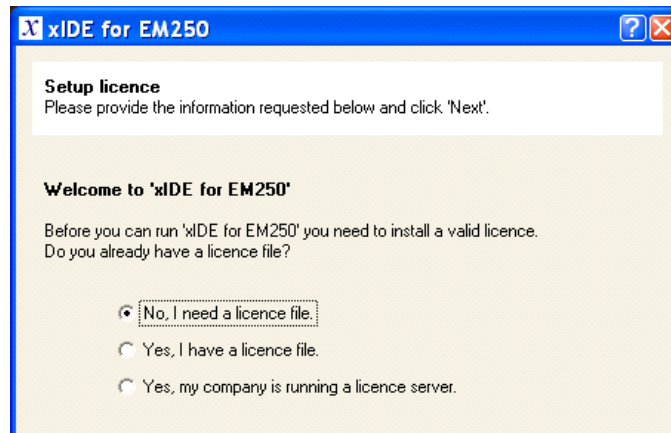 X xIDE for EM250
Setup licence
Please provide the information requested below and click 'Next'.
Welcome to 'xIDE for EM250'
Before you can run 'xIDE for EM250' you need to install a valid licence.
Do you already have a licence file?
No, I need a licence file.
Yes, I have a licence file.
Yes, my company is running a licence server.